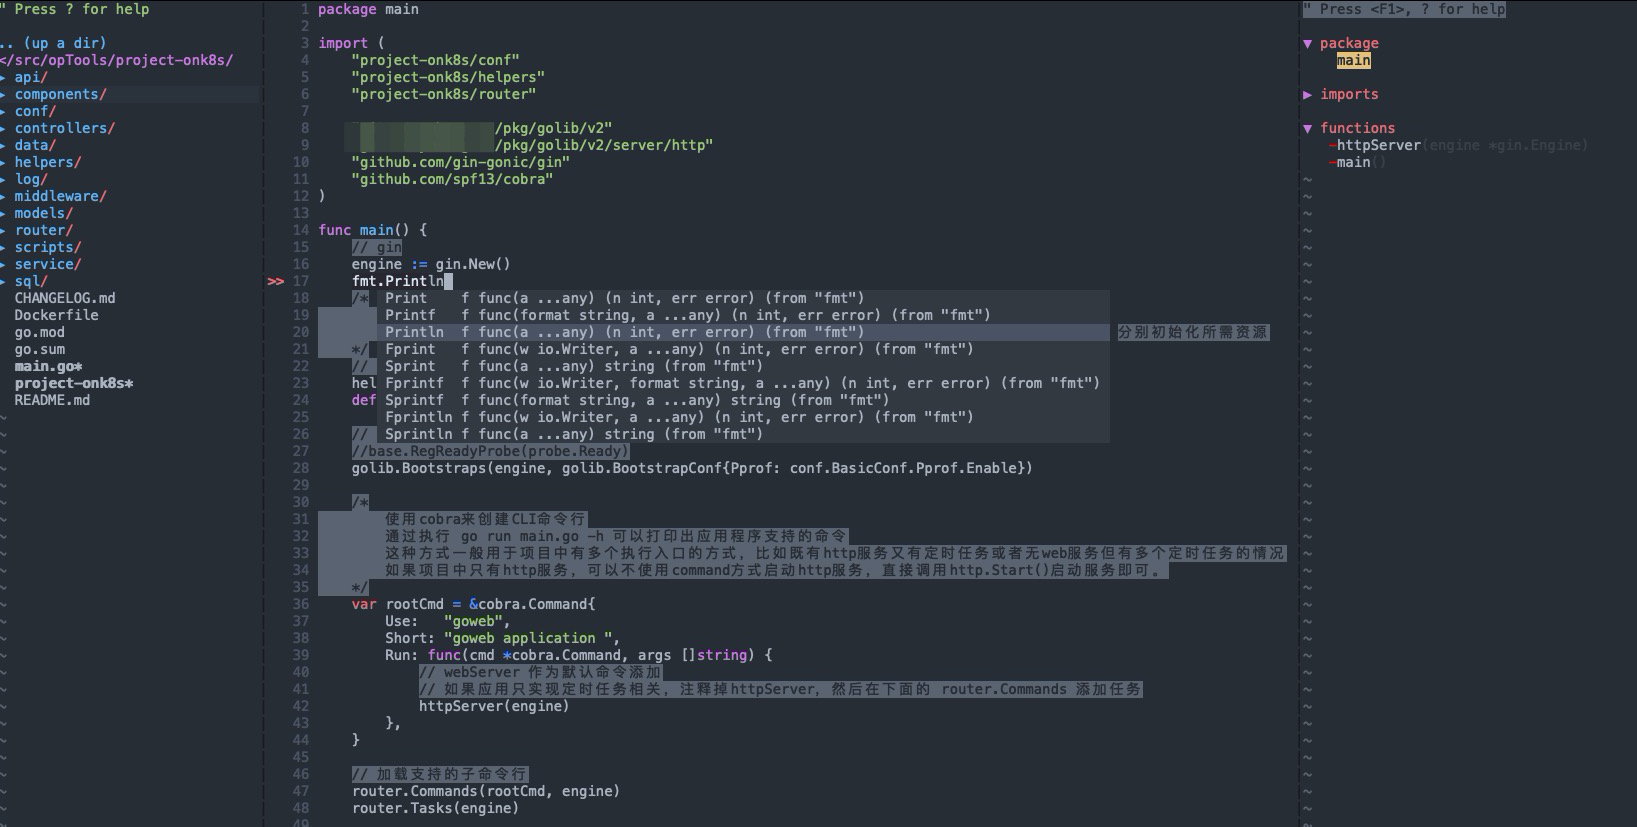 " Press ? for help
.. (up a dir)
</src/opTools/project-onk8s/
▸ api/
▸ components/
▸ conf/
▸ controllers/
▸ data/
▸ helpers/
▸ log/
▸ middleware/
▸ models/
▸ router/
▸ scripts/
▸ service/
▸ sql/
CHANGELOG.md
Dockerfile
go.mod
go.sum
main.go*
project-onk8s*
README.md
1 package main
2
3 import (
4 "project-onk8s/conf"
5 "project-onk8s/helpers"
6 "project-onk8s/router"
7
8 /pkg/golib/v2"
9 /pkg/golib/v2/server/http"
10 "github.com/gin-gonic/gin"
11 "github.com/spf13/cobra"
12 )
13
14 func main() {
15 // gin
16 engine := gin.New()
>> 17 fmt.Println
18 /* Print f func(a ...any) (n int, err error) (from "fmt")
19 Printf f func(format string, a ...any) (n int, err error) (from "fmt")
20 Println f func(a ...any) (n int, err error) (from "fmt") 分别初始化所需资源
21 */ Fprint f func(w io.Writer, a ...any) (n int, err error) (from "fmt")
22 // Sprint f func(a ...any) string (from "fmt")
23 hel Fprintf f func(w io.Writer, format string, a ...any) (n int, err error) (from "fmt")
24 def Sprintf f func(format string, a ...any) string (from "fmt")
25 Fprintln f func(w io.Writer, a ...any) (n int, err error) (from "fmt")
26 // Sprintln f func(a ...any) string (from "fmt")
27 //base.RegReadyProbe(probe.Ready)
28 golib.Bootstraps(engine, golib.BootstrapConf{Pprof: conf.BasicConf.Pprof.Enable})
29
30 /*
31 使用cobra来创建CLI命令行
32 通过执行 go run main.go -h 可以打印出应用程序支持的命令
33 这种方式一般用于项目中有多个执行入口的方式，比如既有http服务又有定时任务或者无web服务但有多个定时任务的情况
34 如果项目中只有http服务，可以不使用command方式启动http服务，直接调用http.Start()启动服务即可。
35 */
36 var rootCmd = &cobra.Command{
37 Use: "goweb",
38 Short: "goweb application ",
39 Run: func(cmd *cobra.Command, args []string) {
40 // webServer 作为默认命令添加
41 // 如果应用只实现定时任务相关，注释掉httpServer，然后在下面的 router.Commands 添加任务
42 httpServer(engine)
43 },
44 }
45
46 // 加载支持的子命令行
47 router.Commands(rootCmd, engine)
48 router.Tasks(engine)
49
" Press <F1>, ? for help
▼ package
main
▶ imports
▼ functions
-httpServer(engine *gin.Engine)
-main()